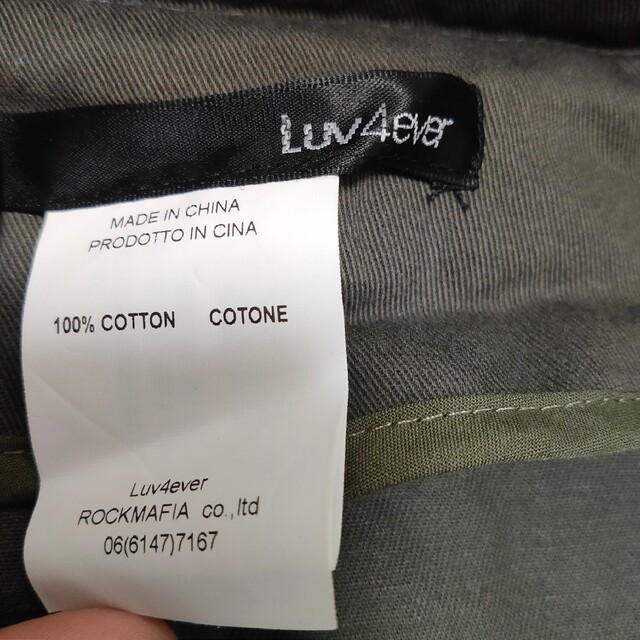 Luv4ever
MADE IN CHINA
PRODOTTO IN CINA
100% COTTON COTONE
Luv4ever
ROCKMAFIA co.,ltd
06(6147)7167